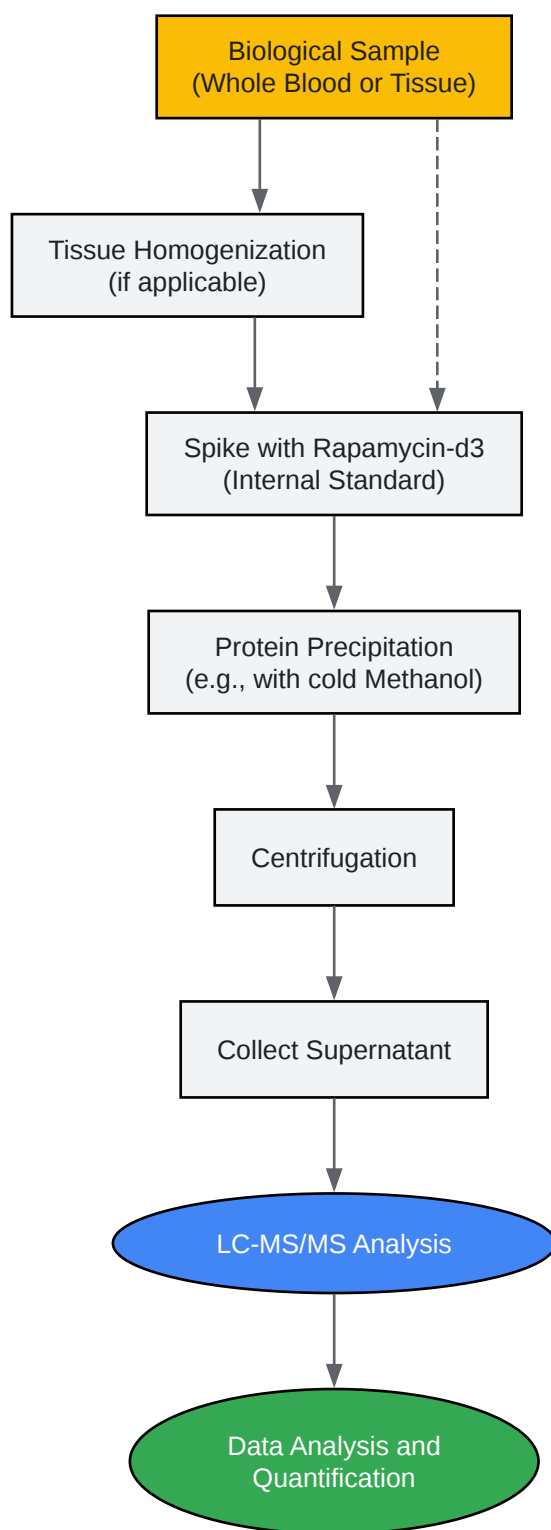 Biological Sample
(Whole Blood or Tissue)
Tissue Homogenization
(if applicable)
Spike with Rapamycin-d3
(Internal Standard)
Protein Precipitation
(e.g., with cold Methanol)
Centrifugation
Collect Supernatant
LC-MS/MS Analysis
Data Analysis and
Quantification